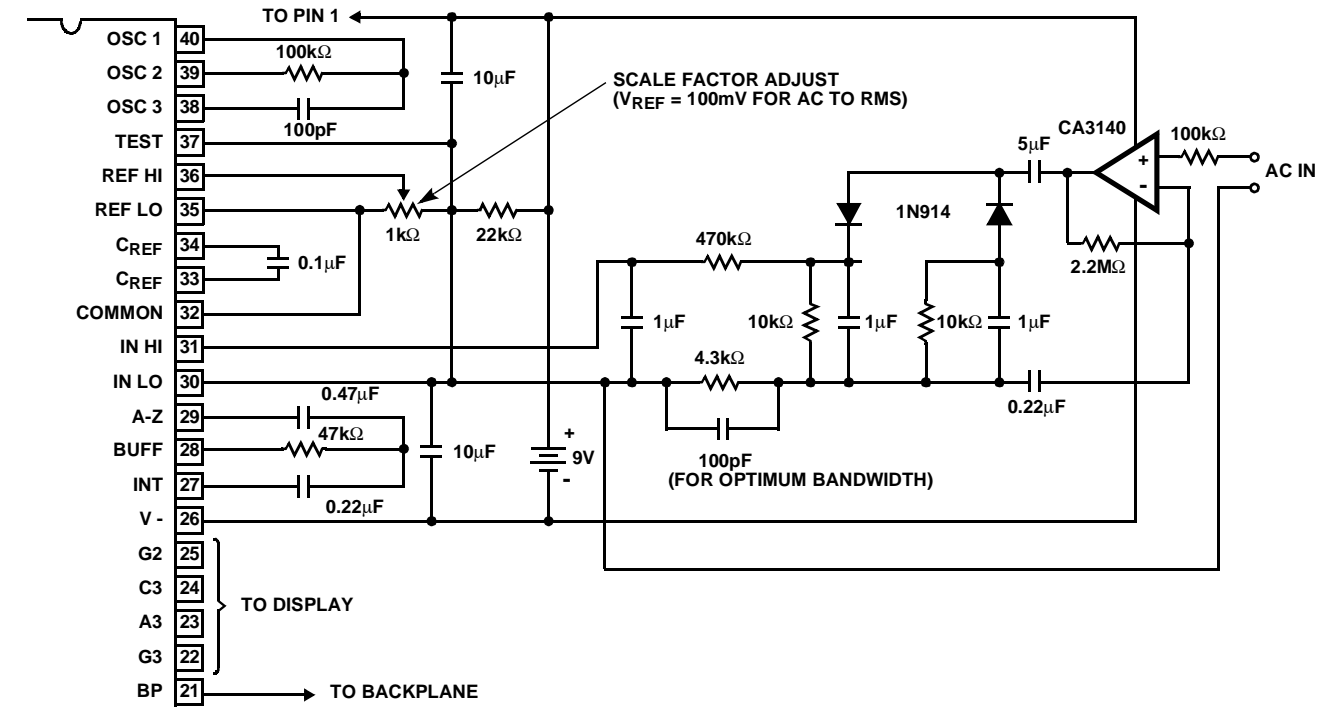 TO PIN 1
OSC 1 40
100kΩ
OSC 2 39
OSC 3 38
100pF
TEST 37
REF HI 36
REF LO 35
1kΩ
22kΩ
CREF 34
0.1μF
CREF 33
COMMON 32
IN HI 31
IN LO 30
0.47μF
A-Z 29
47kΩ
BUFF 28
INT 27
0.22μF
V - 26
G2 25
C3 24
A3 23
G3 22
BP 21
TO DISPLAY
TO BACKPLANE
10μF
SCALE FACTOR ADJUST
(VREF = 100mV FOR AC TO RMS)
10μF
+
9V
-
470kΩ
1μF
10kΩ
1μF
10kΩ
1μF
4.3kΩ
100pF
(FOR OPTIMUM BANDWIDTH)
1N914
5μF
CA3140
+
-
100kΩ
AC IN
2.2MΩ
0.22μF